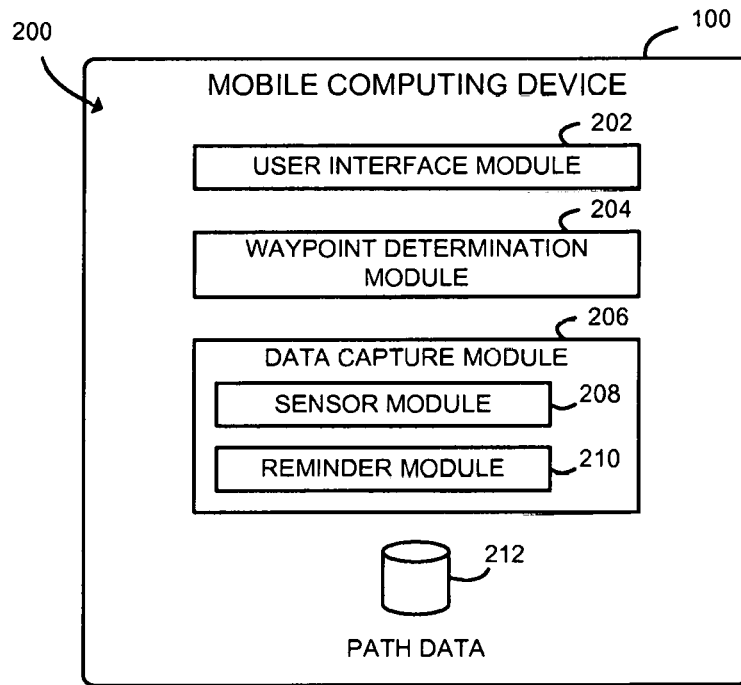 200
100
MOBILE COMPUTING DEVICE
202
USER INTERFACE MODULE
204
WAYPOINT DETERMINATION
MODULE
206
DATA CAPTURE MODULE
SENSOR MODULE
208
REMINDER MODULE
210
212
PATH DATA